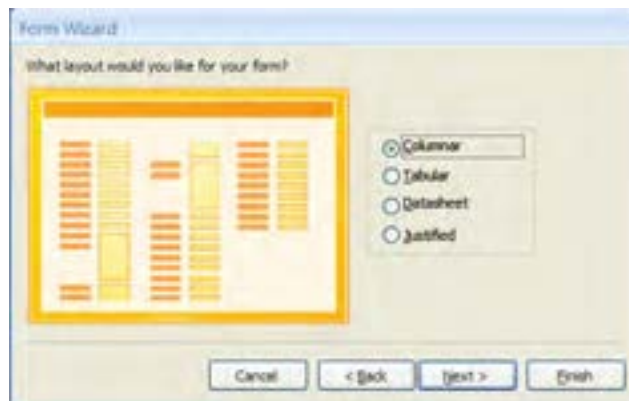 Form Wizard
What layout would you like for your form?
Columnar
Tabular
Datasheet
Justified
Cancel
< Back
Next >
Finish